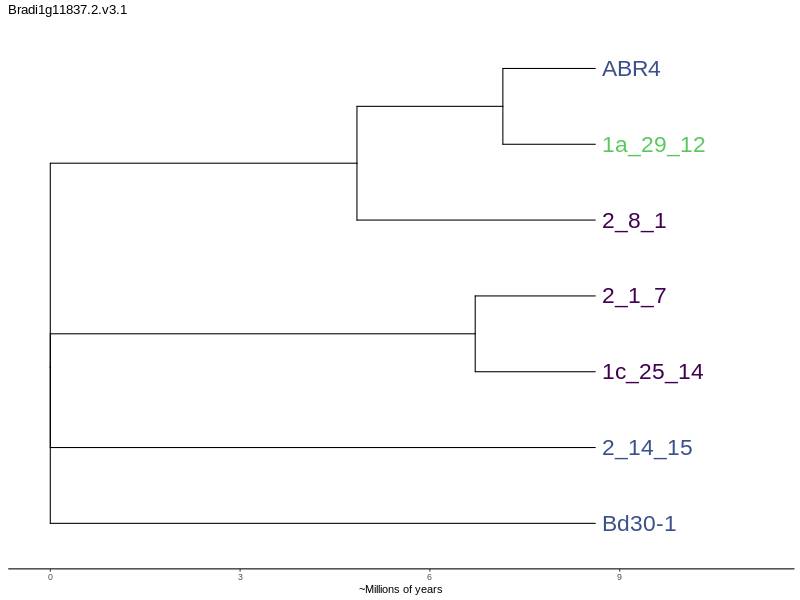 Bradi1g11837.2.v3.1
ABR4
1a_29_12
2_8_1
2_1_7
1c_25_14
2_14_15
Bd30-1
0 3 6 9
~Millions of years